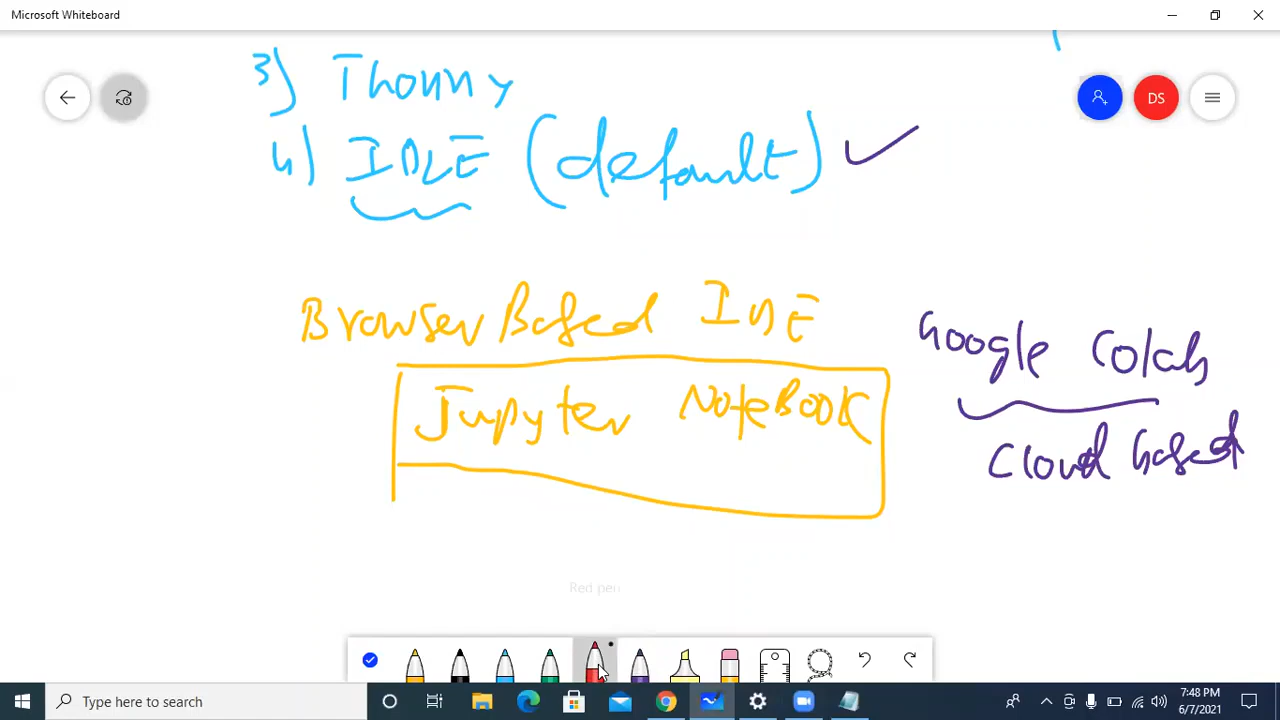 Microsoft Whiteboard
3) Thonny
4) IDLE (default)
DS
Browser Based IDE
Jupyter NoteBook
Google Colab
Cloud based
Red pen
Type here to search
7:48 PM
6/7/2021